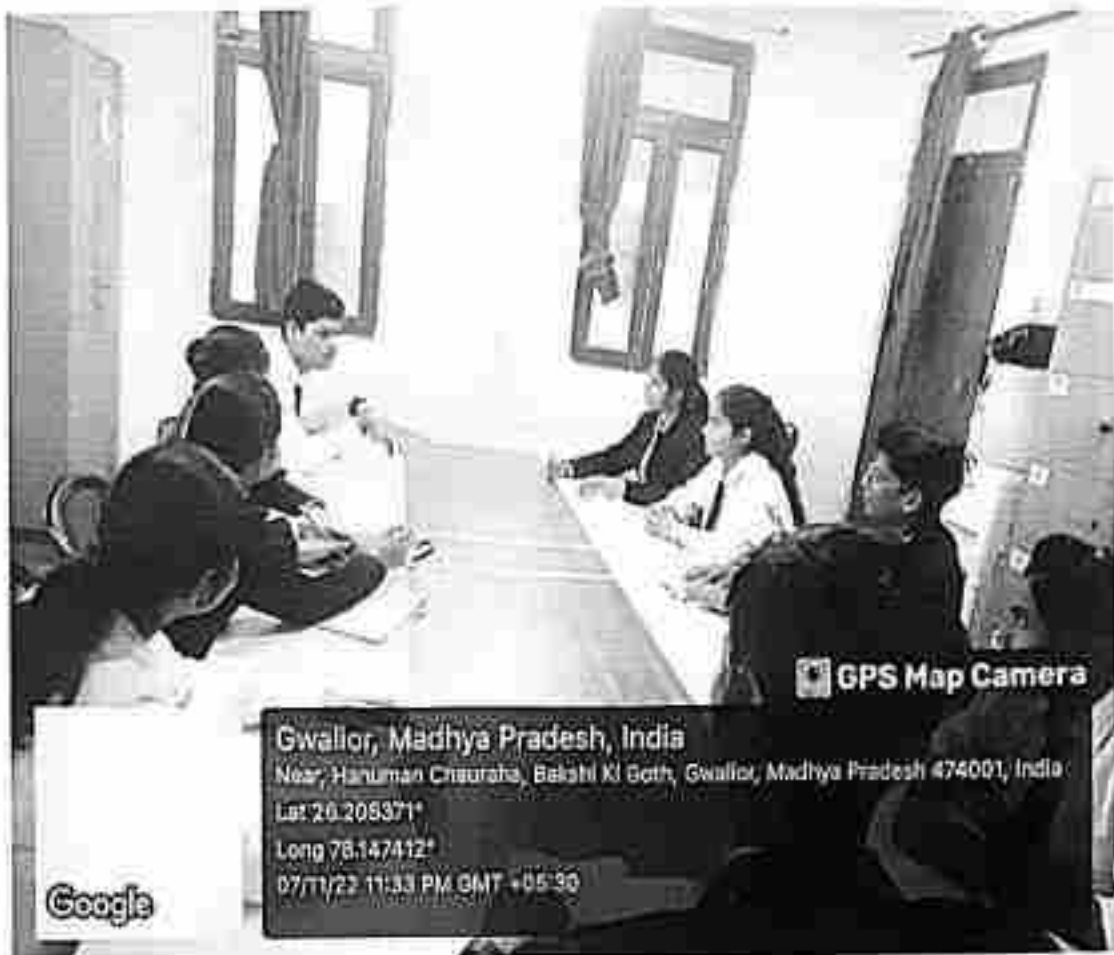 GPS Map Camera
Gwalior, Madhya Pradesh, India
Near, Hanuman Chauraha, Bakshi Ki Goth, Gwalior, Madhya Pradesh 474001, India
Lat 26.205371°
Long 78.147412°
07/11/22 11:33 PM GMT +05:30
Google